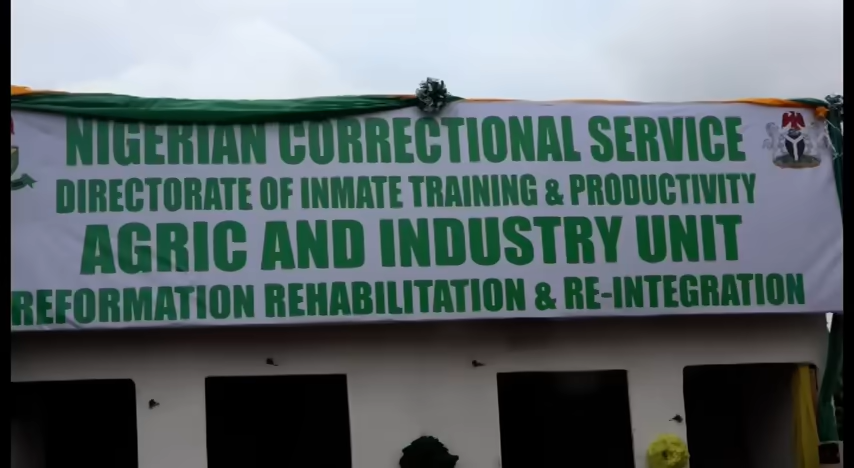 NIGERIAN CORRECTIONAL SERVICE
DIRECTORATE OF INMATE TRAINING & PRODUCTIVITY
AGRIC AND INDUSTRY UNIT
REFORMATION REHABILITATION & RE-INTEGRATION